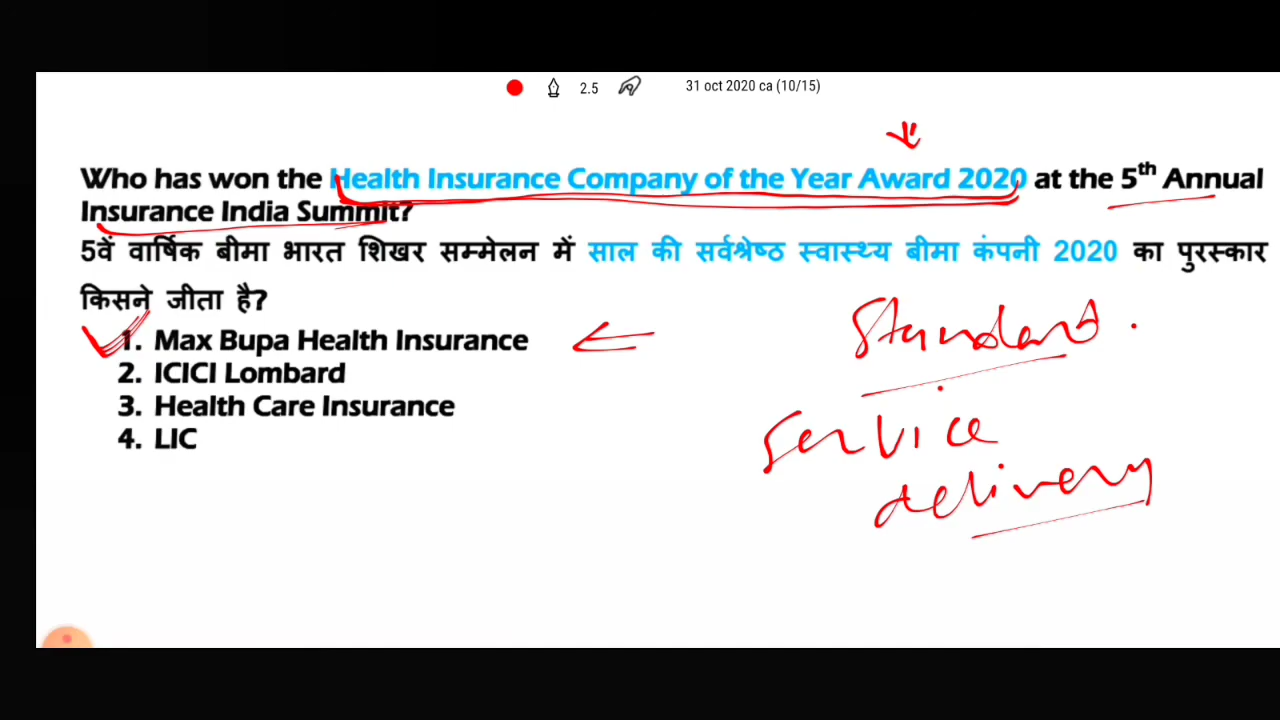 2.5 31 oct 2020 ca (10/15)
Who has won the Health Insurance Company of the Year Award 2020 at the 5th Annual
Insurance India Summit?
5वें वार्षिक बीमा भारत शिखर सम्मेलन में साल की सर्वश्रेष्ठ स्वास्थ्य बीमा कंपनी 2020 का पुरस्कार
किसने जीता है?
1. Max Bupa Health Insurance
2. ICICI Lombard
3. Health Care Insurance
4. LIC
Standard
Service
delivery